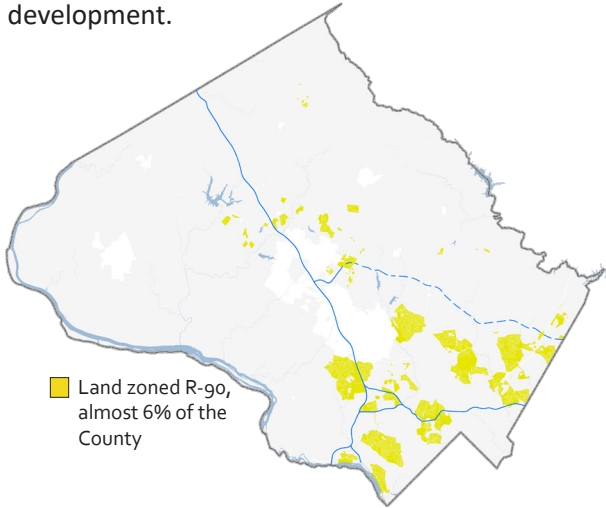 development.
Land zoned R-90,
almost 6% of the
County